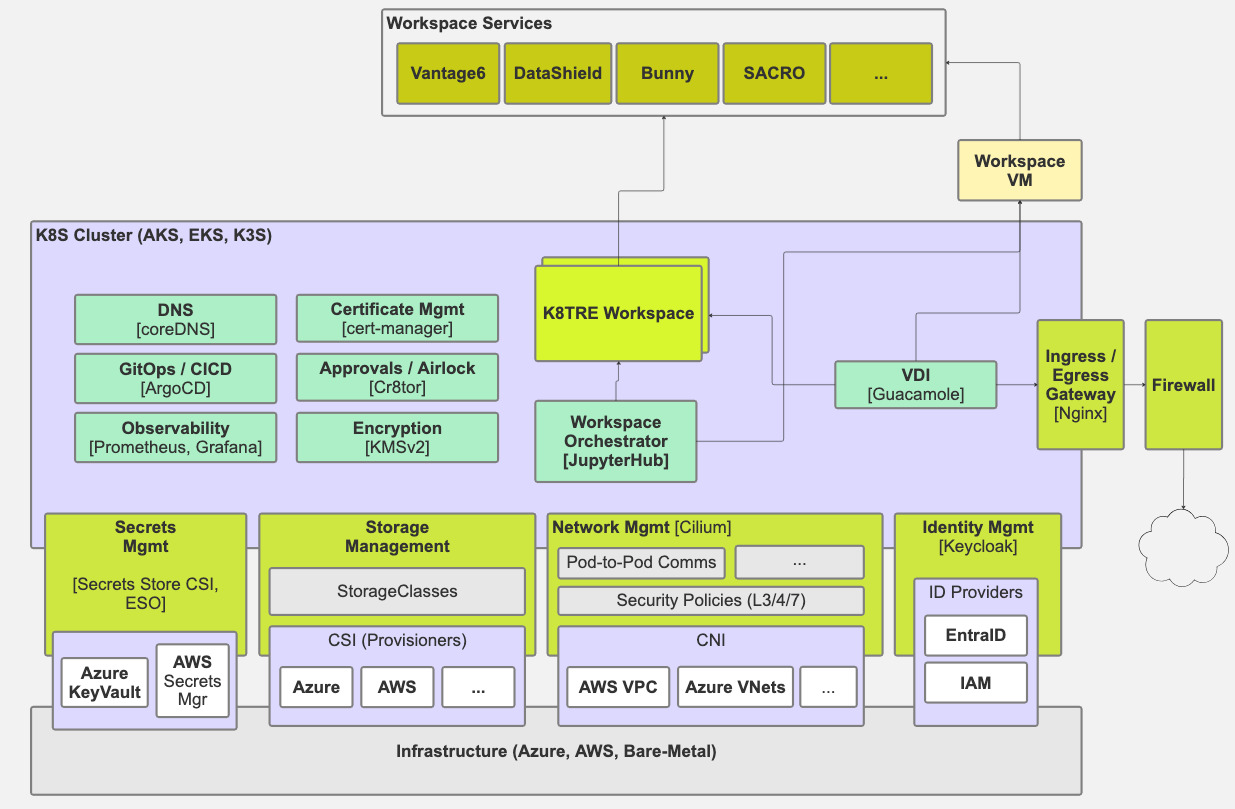 Workspace Services
Vantage6
DataShield
Bunny
SACRO
...
Workspace
VM
K8S Cluster (AKS, EKS, K3S)
DNS
[coreDNS]
Certificate Mgmt
[cert-manager]
GitOps / CICD
[ArgoCD]
Approvals / Airlock
[Cr8tor]
Observability
[Prometheus, Grafana]
Encryption
[KMSv2]
K8TRE Workspace
Workspace
Orchestrator
[JupyterHub]
VDI
[Guacamole]
Ingress /
Egress
Gateway
[Nginx]
Firewall
Secrets
Mgmt
[Secrets Store CSI,
ESO]
Azure
KeyVault
AWS
Secrets
Mgr
Storage
Management
StorageClasses
CSI (Provisioners)
Azure
AWS
...
Network Mgmt [Cilium]
Pod-to-Pod Comms
...
Security Policies (L3/4/7)
CNI
AWS VPC
Azure VNets
...
Identity Mgmt
[Keycloak]
ID Providers
EntraID
IAM
Infrastructure (Azure, AWS, Bare-Metal)